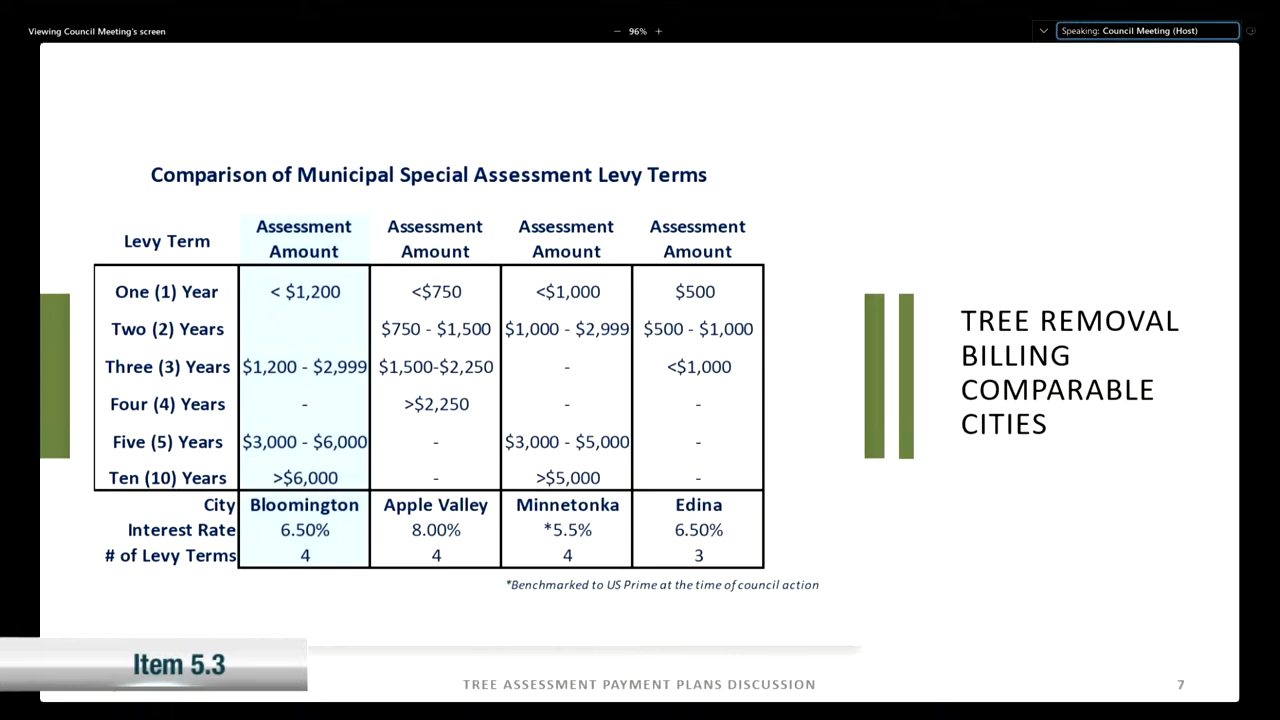 Viewing Council Meeting's screen
− 96% +
Speaking: Council Meeting (Host)
Comparison of Municipal Special Assessment Levy Terms
Levy Term Assessment Amount Assessment Amount Assessment Amount Assessment Amount
One (1) Year < $1,200 <$750 <$1,000 $500
Two (2) Years $750 - $1,500 $1,000 - $2,999 $500 - $1,000
Three (3) Years $1,200 - $2,999 $1,500-$2,250 - <$1,000
Four (4) Years - >$2,250 - -
Five (5) Years $3,000 - $6,000 - $3,000 - $5,000 -
Ten (10) Years >$6,000 - >$5,000 -
City Bloomington Apple Valley Minnetonka Edina
Interest Rate 6.50% 8.00% *5.5% 6.50%
# of Levy Terms 4 4 4 3
*Benchmarked to US Prime at the time of council action
TREE REMOVAL
BILLING
COMPARABLE
CITIES
Item 5.3
TREE ASSESSMENT PAYMENT PLANS DISCUSSION
7